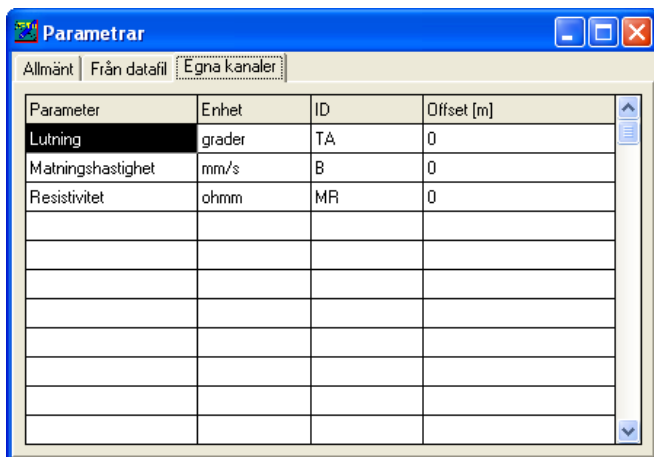 Parametrar
Allmänt Från datafil Egna kanaler
Parameter Enhet ID Offset [m]
Lutning grader TA 0
Matningshastighet mm/s B 0
Resistivitet ohmm MR 0